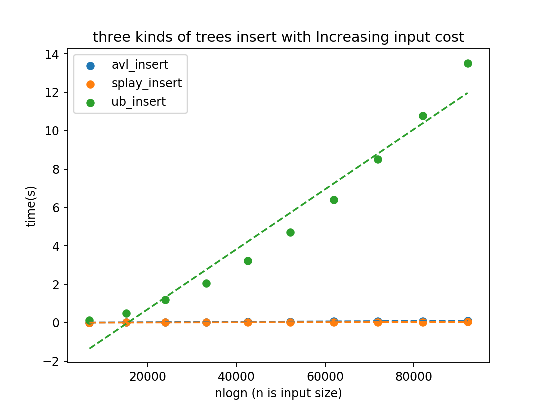 three kinds of trees insert with Increasing input cost
14
12
10
8
6
4
2
0
−2
time(s)
avl_insert
splay_insert
ub_insert
20000 40000 60000 80000
nlogn (n is input size)